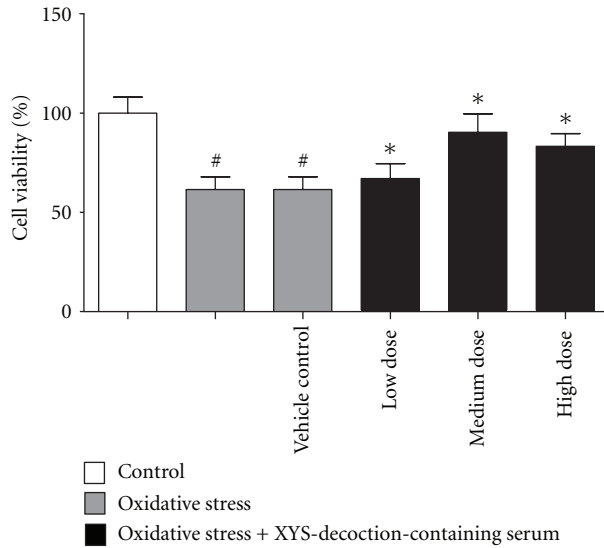 150
100
50
0
Cell viability (%)
#
#
*
*
*
Vehicle control
Low dose
Medium dose
High dose
Control
Oxidative stress
Oxidative stress + XYS-decoction-containing serum